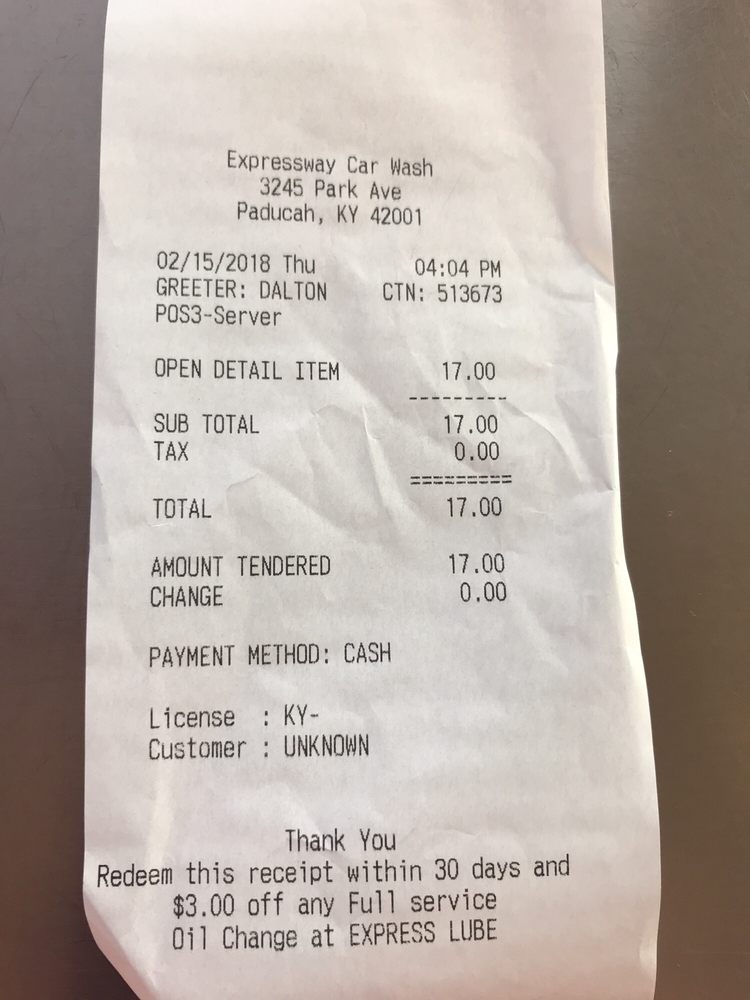 Expressway Car Wash
3245 Park Ave
Paducah, KY 42001
02/15/2018 Thu 04:04 PM
GREETER: DALTON CTN: 513673
POS3-Server
OPEN DETAIL ITEM 17.00
---------
SUB TOTAL 17.00
TAX 0.00
=========
TOTAL 17.00
AMOUNT TENDERED 17.00
CHANGE 0.00
PAYMENT METHOD: CASH
License : KY-
Customer : UNKNOWN
Thank You
Redeem this receipt within 30 days and
$3.00 off any Full service
Oil Change at EXPRESS LUBE